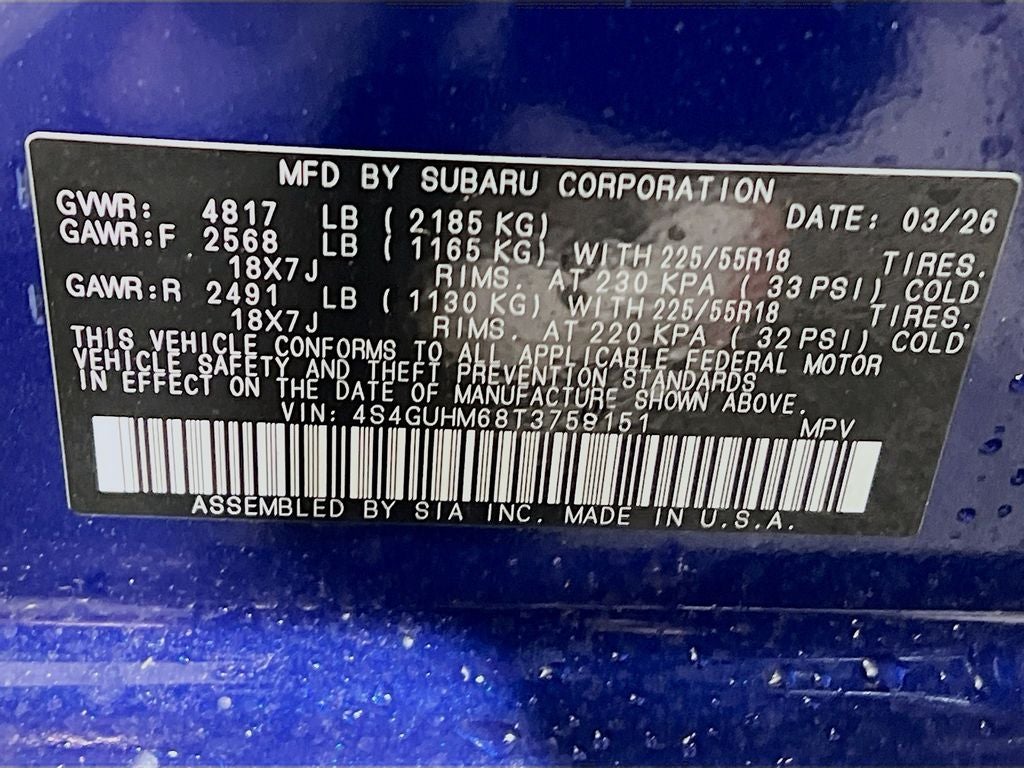 MFD BY SUBARU CORPORATION
GVWR: 4817 LB ( 2185 KG) DATE: 03/26
GAWR:F 2568 LB ( 1165 KG) WITH 225/55R18 TIRES.
18X7J RIMS. AT 230 KPA ( 33 PSI) COLD
GAWR:R 2491 LB ( 1130 KG) WITH 225/55R18 TIRES.
18X7J RIMS. AT 220 KPA ( 32 PSI) COLD
THIS VEHICLE CONFORMS TO ALL APPLICABLE FEDERAL MOTOR
VEHICLE SAFETY AND THEFT PREVENTION STANDARDS
IN EFFECT ON THE DATE OF MANUFACTURE SHOWN ABOVE.
VIN: 4S4GUHM68T3758151 MPV
ASSEMBLED BY SIA INC. MADE IN U.S.A.